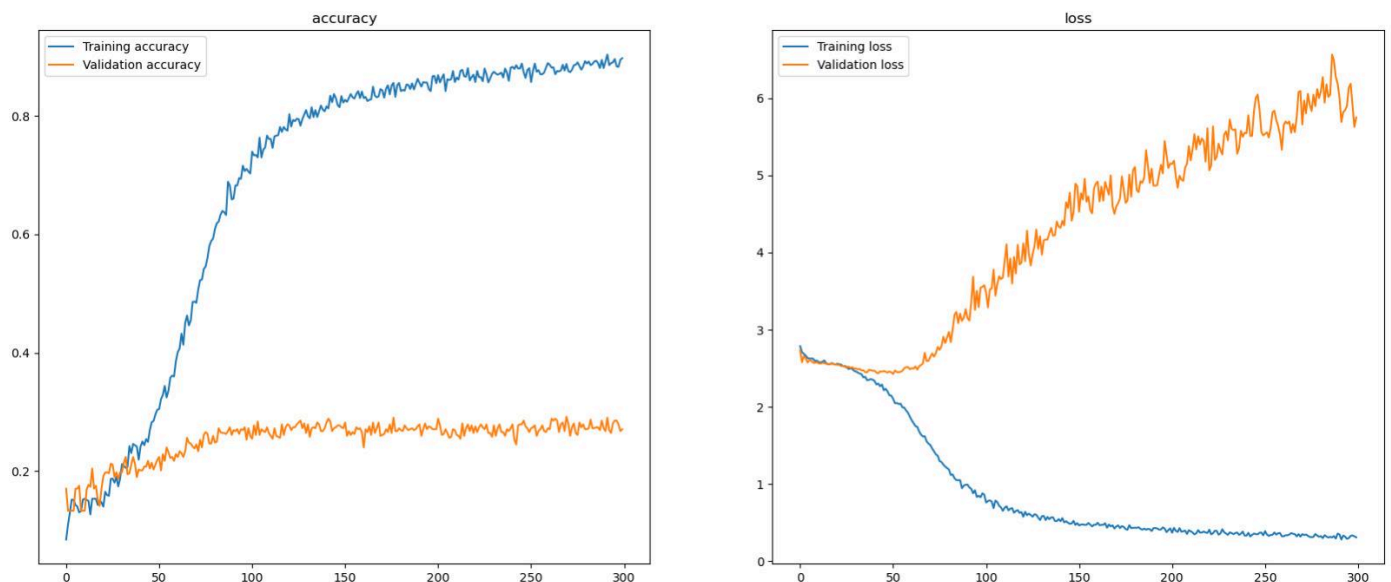 accuracy
Training accuracy
Validation accuracy
0.8
0.6
0.4
0.2
0 50 100 150 200 250 300
loss
Training loss
Validation loss
6
5
4
3
2
1
0
0 50 100 150 200 250 300